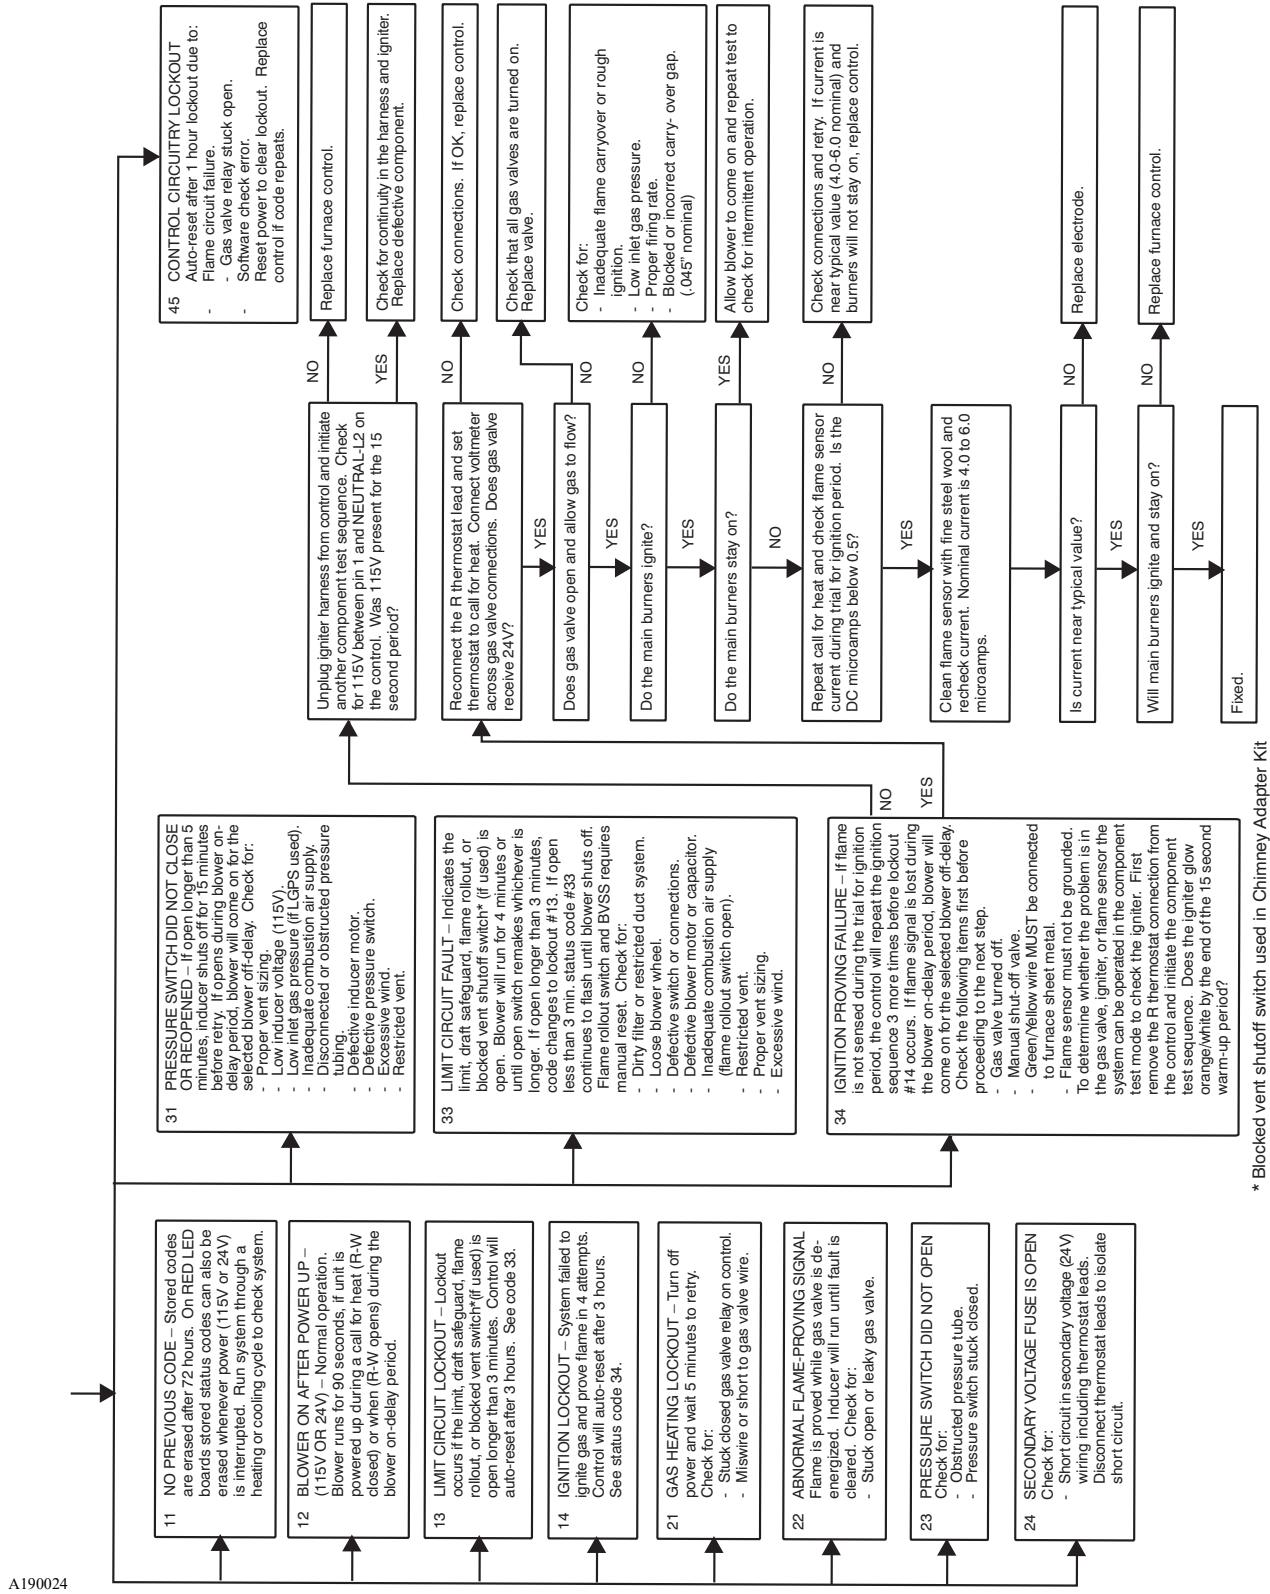 A190024
11 NO PREVIOUS CODE – Stored codes
are erased after 72 hours. On RED LED
boards stored status codes can also be
erased whenever power (115V or 24V)
is interrupted. Run system through a
heating or cooling cycle to check system.
12 BLOWER ON AFTER POWER UP –
(115V OR 24V) – Normal operation.
Blower runs for 90 seconds, if unit is
powered up during a call for heat (R-W
closed) or when (R-W opens) during the
blower on-delay period.
13 LIMIT CIRCUIT LOCKOUT – Lockout
occurs if the limit, draft safeguard, flame
rollout, or blocked vent switch*(if used) is
open longer than 3 minutes. Control will
auto-reset after 3 hours. See code 33.
14 IGNITION LOCKOUT – System failed to
ignite gas and prove flame in 4 attempts.
Control will auto-reset after 3 hours.
See status code 34.
21 GAS HEATING LOCKOUT – Turn off
power and wait 5 minutes to retry.
Check for:
- Stuck closed gas valve relay on control.
- Miswire or short to gas valve wire.
22 ABNORMAL FLAME-PROVING SIGNAL
Flame is proved while gas valve is de-
energized. Inducer will run until fault is
cleared. Check for:
- Stuck open or leaky gas valve.
23 PRESSURE SWITCH DID NOT OPEN
Check for:
- Obstructed pressure tube.
- Pressure switch stuck closed.
24 SECONDARY VOLTAGE FUSE IS OPEN
Check for:
- Short circuit in secondary voltage (24V)
wiring including thermostat leads.
Disconnect thermostat leads to isolate
short circuit.
31 PRESSURE SWITCH DID NOT CLOSE
OR REOPENED – If open longer than 5
minutes, inducer shuts off for 15 minutes
before retry. If opens during blower on-
delay period, blower will come on for the
selected blower off-delay. Check for:
- Proper vent sizing.
- Low inducer voltage (115V).
- Low inlet gas pressure (if LGPS used).
- Inadequate combustion air supply.
- Disconnected or obstructed pressure
tubing.
- Defective inducer motor.
- Defective pressure switch.
- Excessive wind.
- Restricted vent.
33 LIMIT CIRCUIT FAULT – Indicates the
limit, draft safeguard, flame rollout, or
blocked vent shutoff switch* (if used) is
open. Blower will run for 4 minutes or
until open switch remakes whichever is
longer. If open longer than 3 minutes,
code changes to lockout #13. If open
less than 3 min. status code #33
continues to flash until blower shuts off.
Flame rollout switch and BVSS requires
manual reset. Check for:
- Dirty filter or restricted duct system.
- Loose blower wheel.
- Defective switch or connections.
- Defective blower motor or capacitor.
- Inadequate combustion air supply
(flame rollout switch open).
- Restricted vent.
- Proper vent sizing.
- Excessive wind.
34 IGNITION PROVING FAILURE – If flame
is not sensed during the trial for ignition
period, the control will repeat the ignition
sequence 3 more times before lockout
#14 occurs. If flame signal is lost during
the blower on-delay period, blower will
come on for the selected blower off-delay.
Check the following items first before
proceeding to the next step.
- Gas valve turned off.
- Manual shut-off valve.
- Green/Yellow wire MUST be connected
to furnace sheet metal.
- Flame sensor must not be grounded.
To determine whether the problem is in
the gas valve, igniter, or flame sensor the
system can be operated in the component
test mode to check the igniter. First
remove the R thermostat connection from
the control and initiate the component
test sequence. Does the igniter glow
orange/white by the end of the 15 second
warm-up period?
NO
YES
45 CONTROL CIRCUITRY LOCKOUT
Auto-reset after 1 hour lockout due to:
- Flame circuit failure.
- Gas valve relay stuck open.
- Software check error.
Reset power to clear lockout. Replace
control if code repeats.
Unplug igniter harness from control and initiate
another component test sequence. Check
for 115V between pin 1 and NEUTRAL-L2 on
the control. Was 115V present for the 15
second period?
NO
Replace furnace control.
YES
Check for continuity in the harness and igniter.
Replace defective component.
Reconnect the R thermostat lead and set
thermostat to call for heat. Connect voltmeter
across gas valve connections. Does gas valve
receive 24V?
NO
Check connections. If OK, replace control.
YES
Does gas valve open and allow gas to flow?
NO
Check that all gas valves are turned on.
Replace valve.
YES
Do the main burners ignite?
NO
Check for:
- Inadequate flame carryover or rough
ignition.
- Low inlet gas pressure.
- Proper firing rate.
- Blocked or incorrect carry- over gap.
(.045" nominal)
YES
Do the main burners stay on?
YES
Allow blower to come on and repeat test to
check for intermittent operation.
NO
Repeat call for heat and check flame sensor
current during trial for ignition period. Is the
DC microamps below 0.5?
NO
Check connections and retry. If current is
near typical value (4.0-6.0 nominal) and
burners will not stay on, replace control.
YES
Clean flame sensor with fine steel wool and
recheck current. Nominal current is 4.0 to 6.0
microamps.
Is current near typical value?
NO
Replace electrode.
YES
Will main burners ignite and stay on?
NO
Replace furnace control.
YES
Fixed.
* Blocked vent shutoff switch used in Chimney Adapter Kit